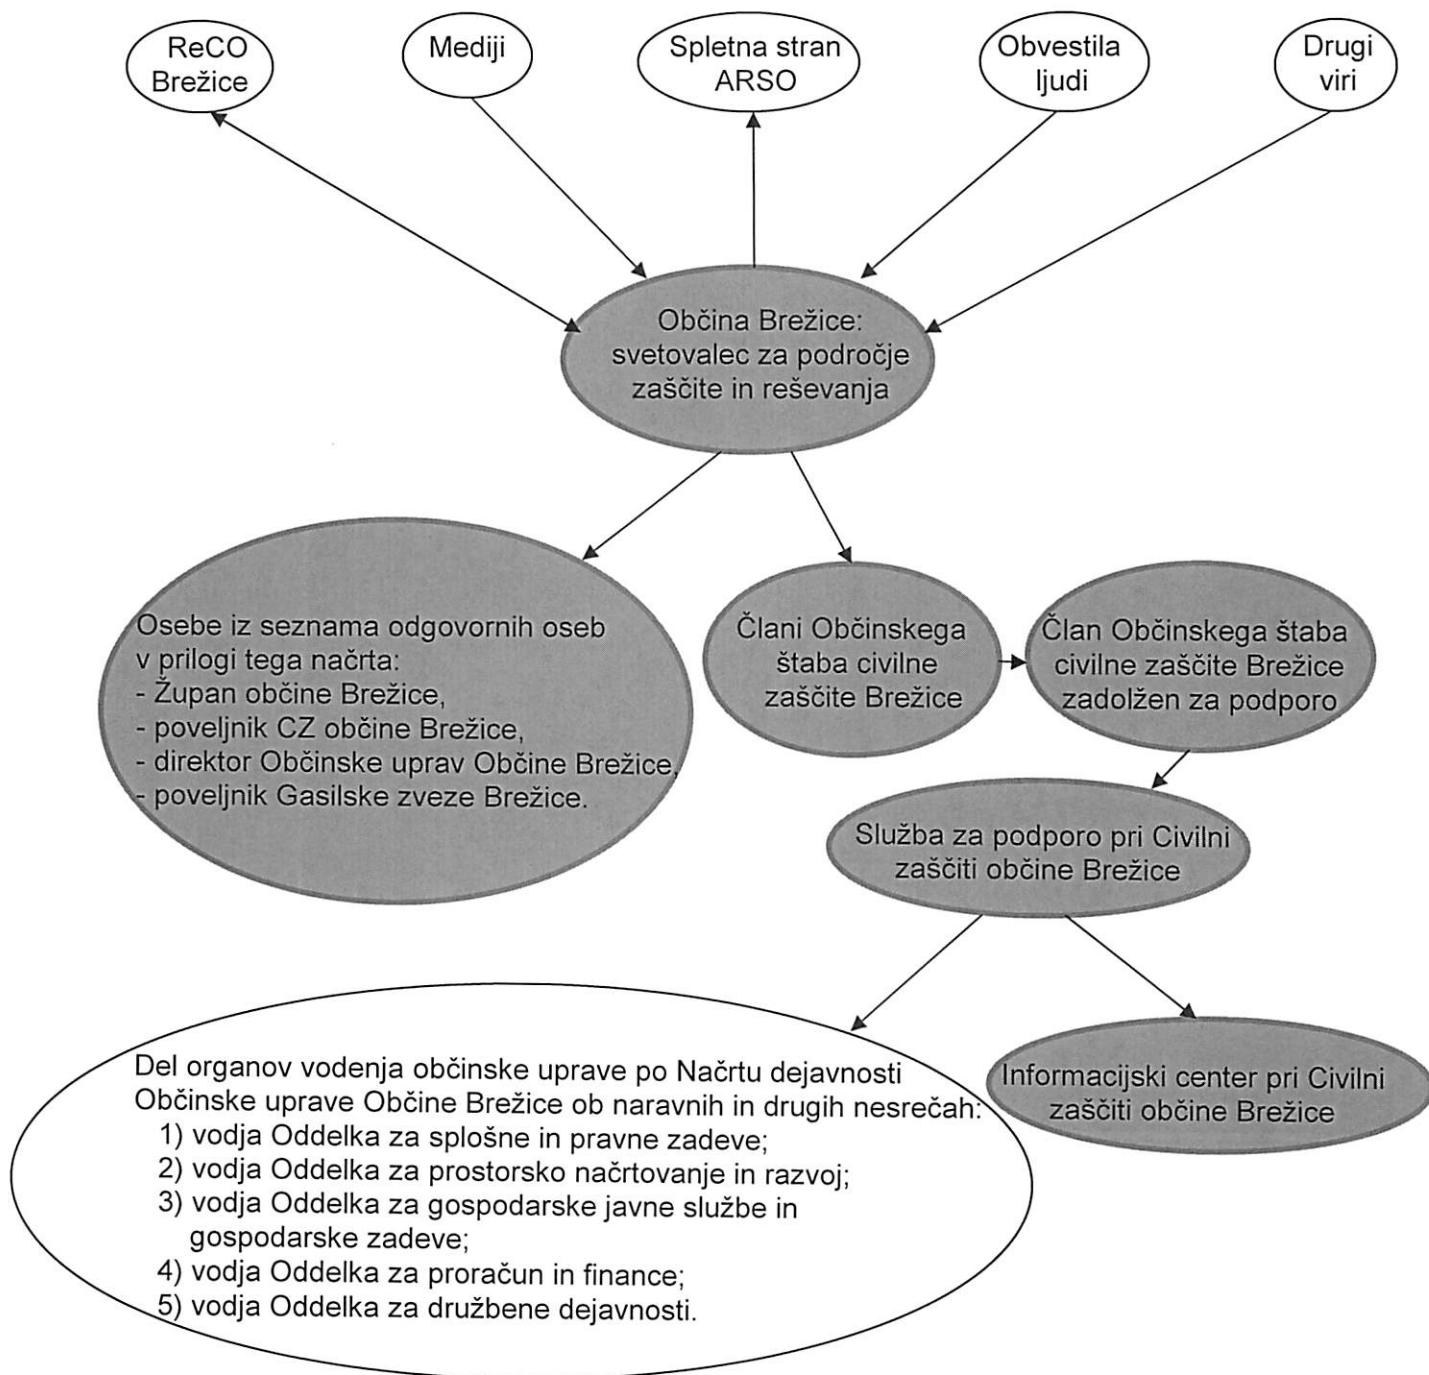 ReCO
Brežice
Mediji
Spletna stran
ARSO
Obvestila
ljudi
Drugi
viri
Občina Brežice:
svetovalec za področje
zaščite in reševanja
Osebe iz seznama odgovornih oseb
v prilogi tega načrta:
- Župan občine Brežice,
- poveljnik CZ občine Brežice,
- direktor Občinske uprav Občine Brežice,
- poveljnik Gasilske zveze Brežice.
Člani Občinskega
štaba civilne
zaščite Brežice
Član Občinskega štaba
civilne zaščite Brežice
zadolžen za podporo
Služba za podporo pri Civilni
zaščiti občine Brežice
Del organov vodenja občinske uprave po Načrtu dejavnosti
Občinske uprave Občine Brežice ob naravnih in drugih nesrečah:
1) vodja Oddelka za splošne in pravne zadeve;
2) vodja Oddelka za prostorsko načrtovanje in razvoj;
3) vodja Oddelka za gospodarske javne službe in
gospodarske zadeve;
4) vodja Oddelka za proračun in finance;
5) vodja Oddelka za družbene dejavnosti.
Informacijski center pri Civilni
zaščiti občine Brežice